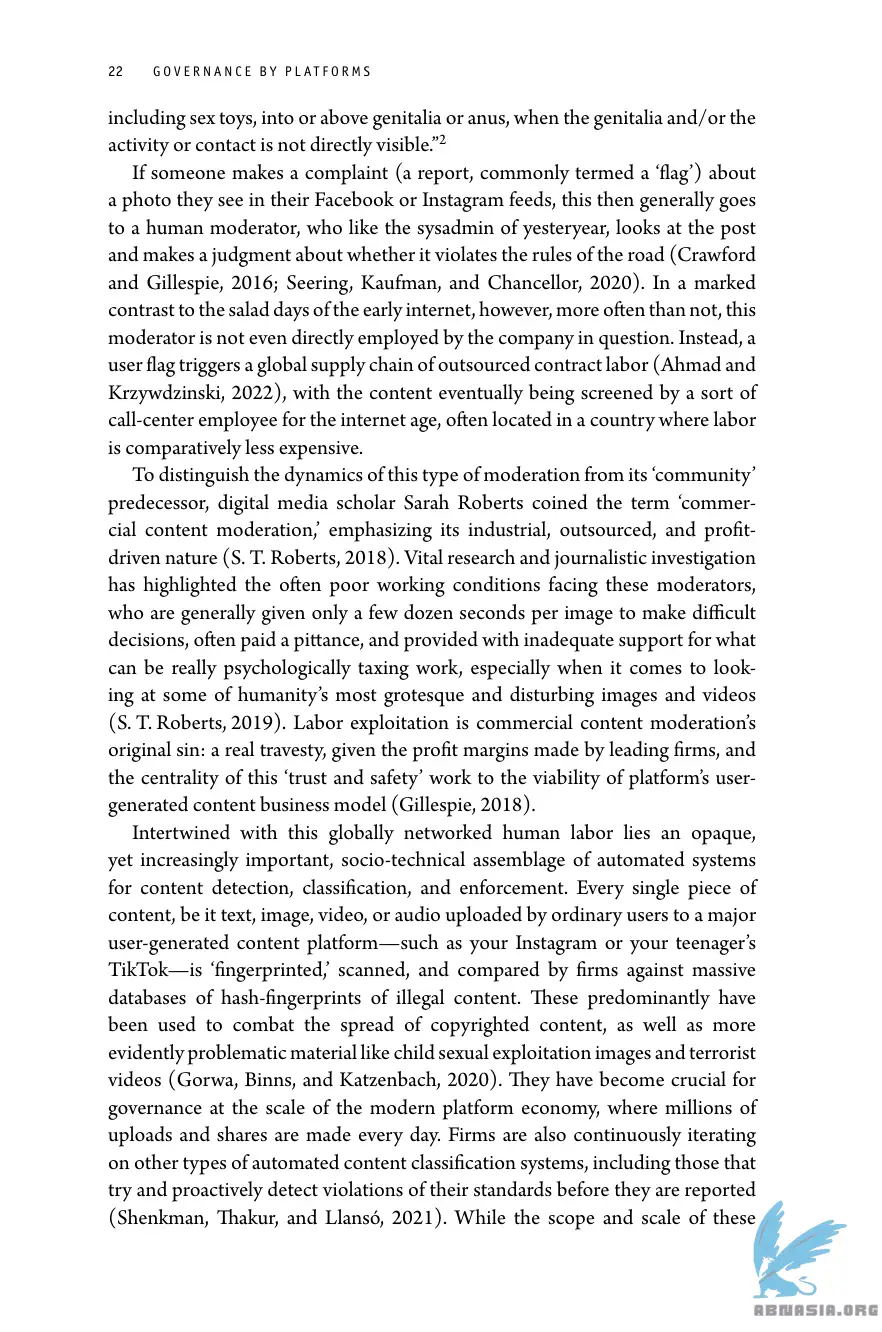 22 GOVERNANCE BY PLATFORMS
including sex toys, into or above genitalia or anus, when the genitalia and/or the
activity or contact is not directly visible.”2
If someone makes a complaint (a report, commonly termed a ‘flag’) about
a photo they see in their Facebook or Instagram feeds, this then generally goes
to a human moderator, who like the sysadmin of yesteryear, looks at the post
and makes a judgment about whether it violates the rules of the road (Crawford
and Gillespie, 2016; Seering, Kaufman, and Chancellor, 2020). In a marked
contrast to the salad days of the early internet, however, more often than not, this
moderator is not even directly employed by the company in question. Instead, a
user flag triggers a global supply chain of outsourced contract labor (Ahmad and
Krzywdzinski, 2022), with the content eventually being screened by a sort of
call-center employee for the internet age, often located in a country where labor
is comparatively less expensive.
To distinguish the dynamics of this type of moderation from its ‘community’
predecessor, digital media scholar Sarah Roberts coined the term ‘commer-
cial content moderation,’ emphasizing its industrial, outsourced, and profit-
driven nature (S. T. Roberts, 2018). Vital research and journalistic investigation
has highlighted the often poor working conditions facing these moderators,
who are generally given only a few dozen seconds per image to make difficult
decisions, often paid a pittance, and provided with inadequate support for what
can be really psychologically taxing work, especially when it comes to look-
ing at some of humanity’s most grotesque and disturbing images and videos
(S. T. Roberts, 2019). Labor exploitation is commercial content moderation’s
original sin: a real travesty, given the profit margins made by leading firms, and
the centrality of this ‘trust and safety’ work to the viability of platform’s user-
generated content business model (Gillespie, 2018).
Intertwined with this globally networked human labor lies an opaque,
yet increasingly important, socio-technical assemblage of automated systems
for content detection, classification, and enforcement. Every single piece of
content, be it text, image, video, or audio uploaded by ordinary users to a major
user-generated content platform—such as your Instagram or your teenager’s
TikTok—is ‘fingerprinted,’ scanned, and compared by firms against massive
databases of hash-fingerprints of illegal content. These predominantly have
been used to combat the spread of copyrighted content, as well as more
evidently problematic material like child sexual exploitation images and terrorist
videos (Gorwa, Binns, and Katzenbach, 2020). They have become crucial for
governance at the scale of the modern platform economy, where millions of
uploads and shares are made every day. Firms are also continuously iterating
on other types of automated content classification systems, including those that
try and proactively detect violations of their standards before they are reported
(Shenkman, Thakur, and Llansó, 2021). While the scope and scale of these
ABNASIA.ORG